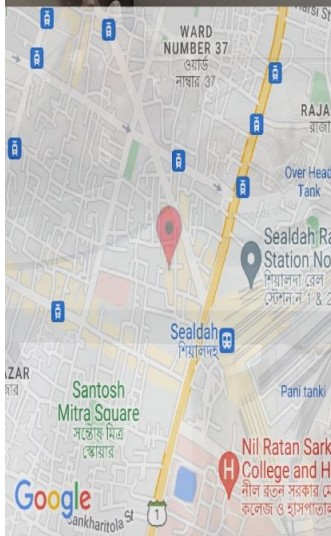 WARD
NUMBER 37
ওয়ার্ড
নাম্বার 37
Over Head
Tank
Sealdah Ra
Station No
শিয়ালদা রেল
স্টেশন ন 1 & 2
Sealdah
শিয়ালদহ
AZAR
জার
Santosh
Mitra Square
সন্তোষ মিত্র
স্কোয়ার
Pani tanki
Nil Ratan Sark
College and H
নীল রতন সরকার মে
কলেজ ও হাসপাতাল
Google
Sankharitola St
1
RAJA
রাজা
H